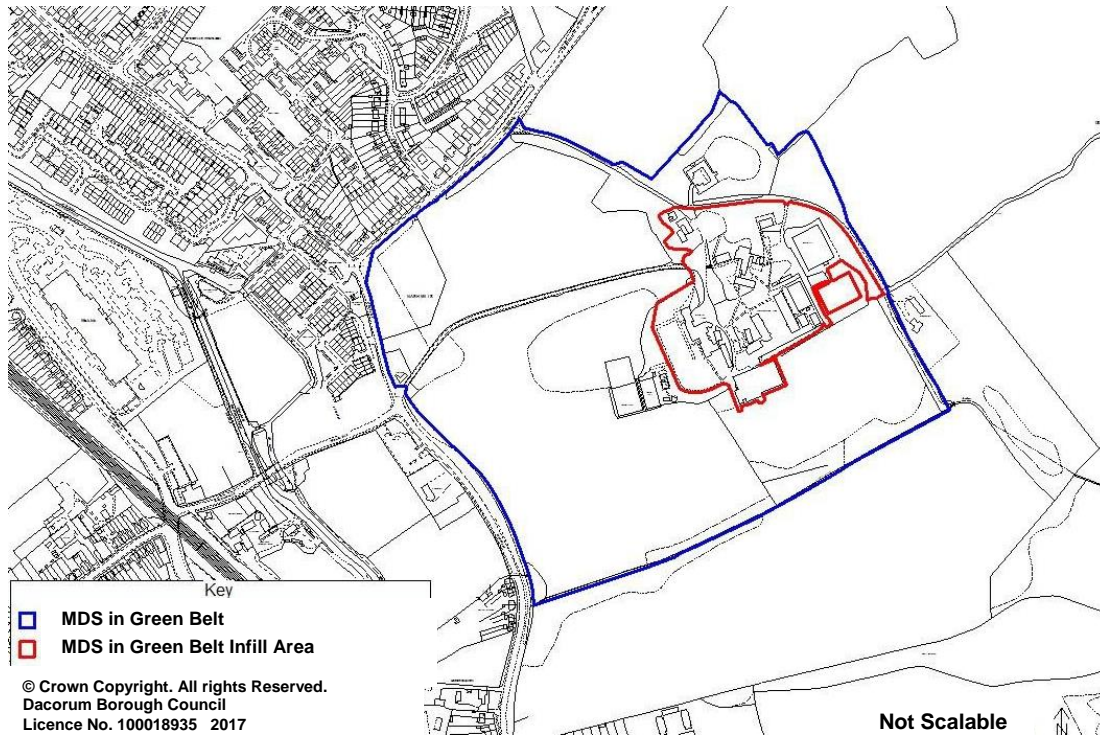 Key
MDS in Green Belt
MDS in Green Belt Infill Area
© Crown Copyright. All rights Reserved.
Dacorum Borough Council
Licence No. 100018935 2017
Not Scalable
N